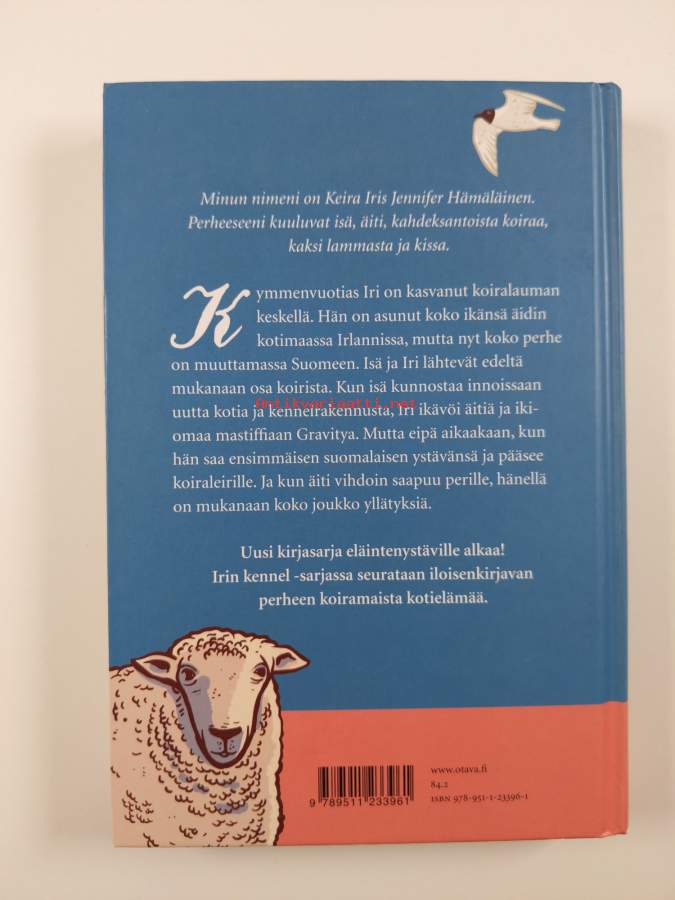 Minun nimeni on Keira Iris Jennifer Hämäläinen.
Perheeseeni kuuluvat isä, äiti, kahdeksantoista koiraa,
kaksi lammasta ja kissa.
Kymmenvuotias Iri on kasvanut koiralauman
keskellä. Hän on asunut koko ikänsä äidin
kotimaassa Irlannissa, mutta nyt koko perhe
on muuttamassa Suomeen. Isä ja Iri lähtevät edeltä
mukanaan osa koirista. Kun isä kunnostaa innoissaan
Antikvariaatti.net
uutta kotia ja kennelrakennusta, Iri ikävöi äitiä ja iki-
omaa mastiffiaan Gravitya. Mutta eipä aikaakaan, kun
hän saa ensimmäisen suomalaisen ystävänsä ja pääsee
koiraleirille. Ja kun äiti vihdoin saapuu perille, hänellä
on mukanaan koko joukko yllätyksiä.
Uusi kirjasarja eläintenystäville alkaa!
Irin kennel -sarjassa seurataan iloisenkirjavan
perheen koiramaista kotielämää.
www.otava.fi
84.2
ISBN 978-951-1-23396-1
9 789511 233961